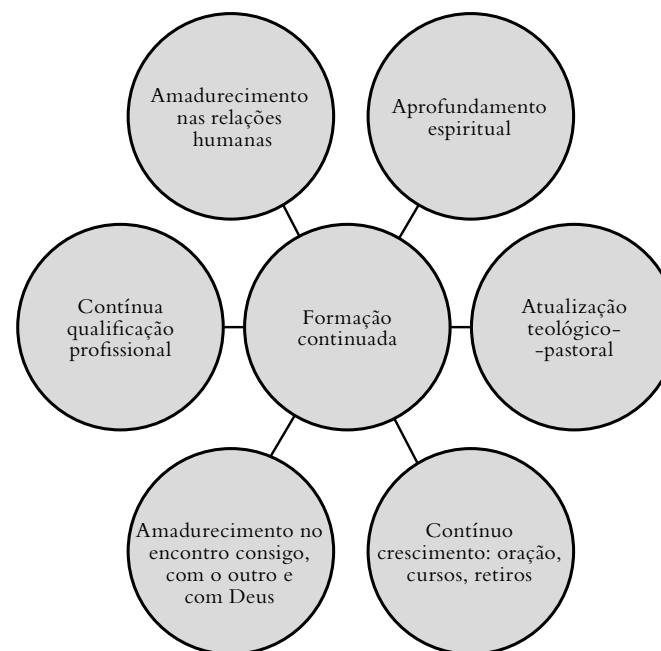 Amadurecimento
nas relações
humanas
Aprofundamento
espiritual
Contínua
qualificação
profissional
Formação
continuada
Atualização
teológico-
-pastoral
Amadurecimento no
encontro consigo,
com o outro e
com Deus
Contínuo
crescimento: oração,
cursos, retiros